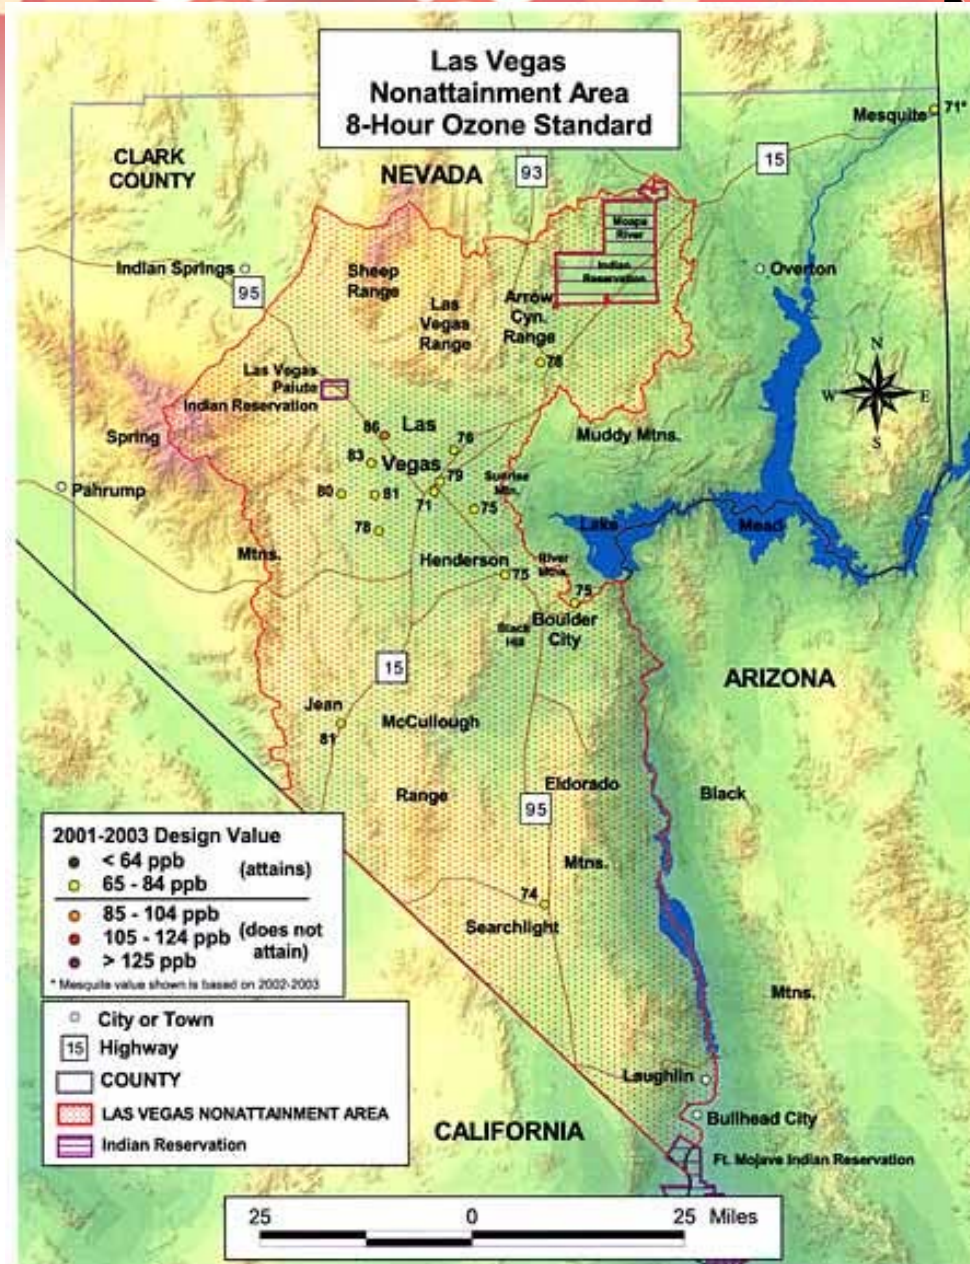 Las Vegas
Nonattainment Area
8-Hour Ozone Standard
Mesquite 71*
CLARK
COUNTY
NEVADA
93
15
Moapa
River
Indian
Reservation
Indian Springs
95
Overton
Sheep
Range
Las
Vegas
Range
Arrow
Cyn.
Range
78
N
W E
S
Las Vegas
Paiute
Indian Reservation
Spring
86
Las
Muddy Mtns.
76
83
Vegas
79
Sunrise
Mtn.
Pahrump
80
81
71
75
78
Lake
Mead
Mtns.
Henderson
75
River
Mtns.
75
Boulder
City
Black
Hill
15
ARIZONA
Jean
81
McCullough
Range
Eldorado
Mtns.
95
Black
Mtns.
74
Searchlight
2001-2003 Design Value
< 64 ppb
65 - 84 ppb
(attains)
85 - 104 ppb
105 - 124 ppb
> 125 ppb
(does not
attain)
* Mesquite value shown is based on 2002-2003
City or Town
15 Highway
COUNTY
LAS VEGAS NONATTAINMENT AREA
Indian Reservation
Laughlin
Bullhead City
CALIFORNIA
Ft. Mojave Indian Reservation
25 0 25 Miles